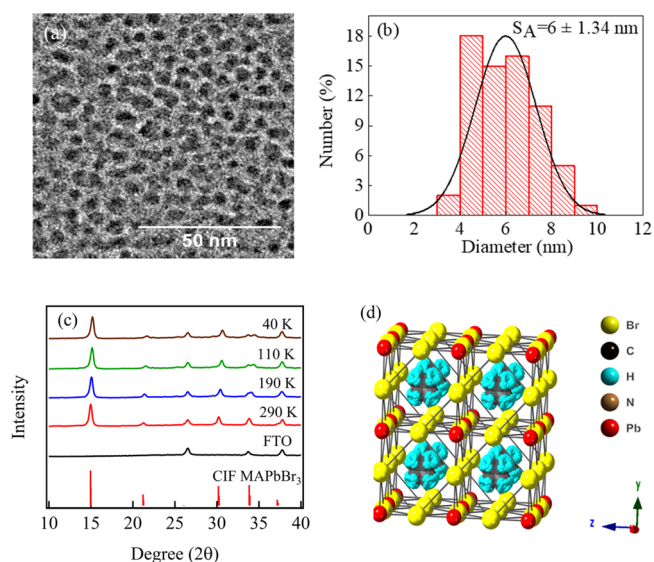 (a)
50 nm
(b)
S_A=6 ± 1.34 nm
Number (%)
18
15
12
9
6
3
0
0 2 4 6 8 10 12
Diameter (nm)
(c)
40 K
110 K
190 K
290 K
FTO
CIF MAPbBr₃
Intensity
10 15 20 25 30 35 40
Degree (2θ)
(d)
Br
C
H
N
Pb
y
z